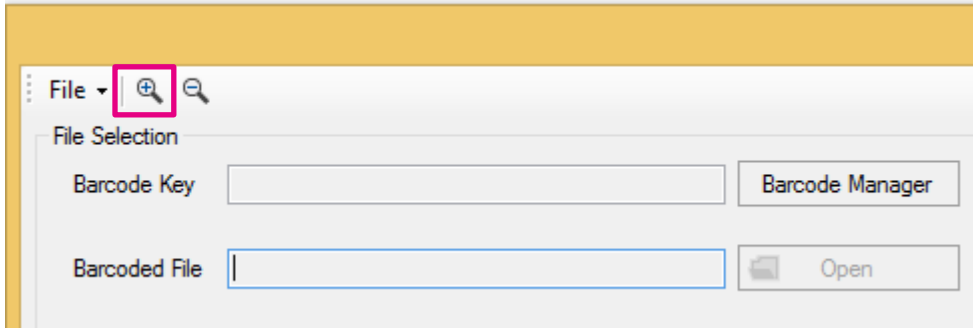 File
File Selection
Barcode Key Barcode Manager
Barcoded File Open